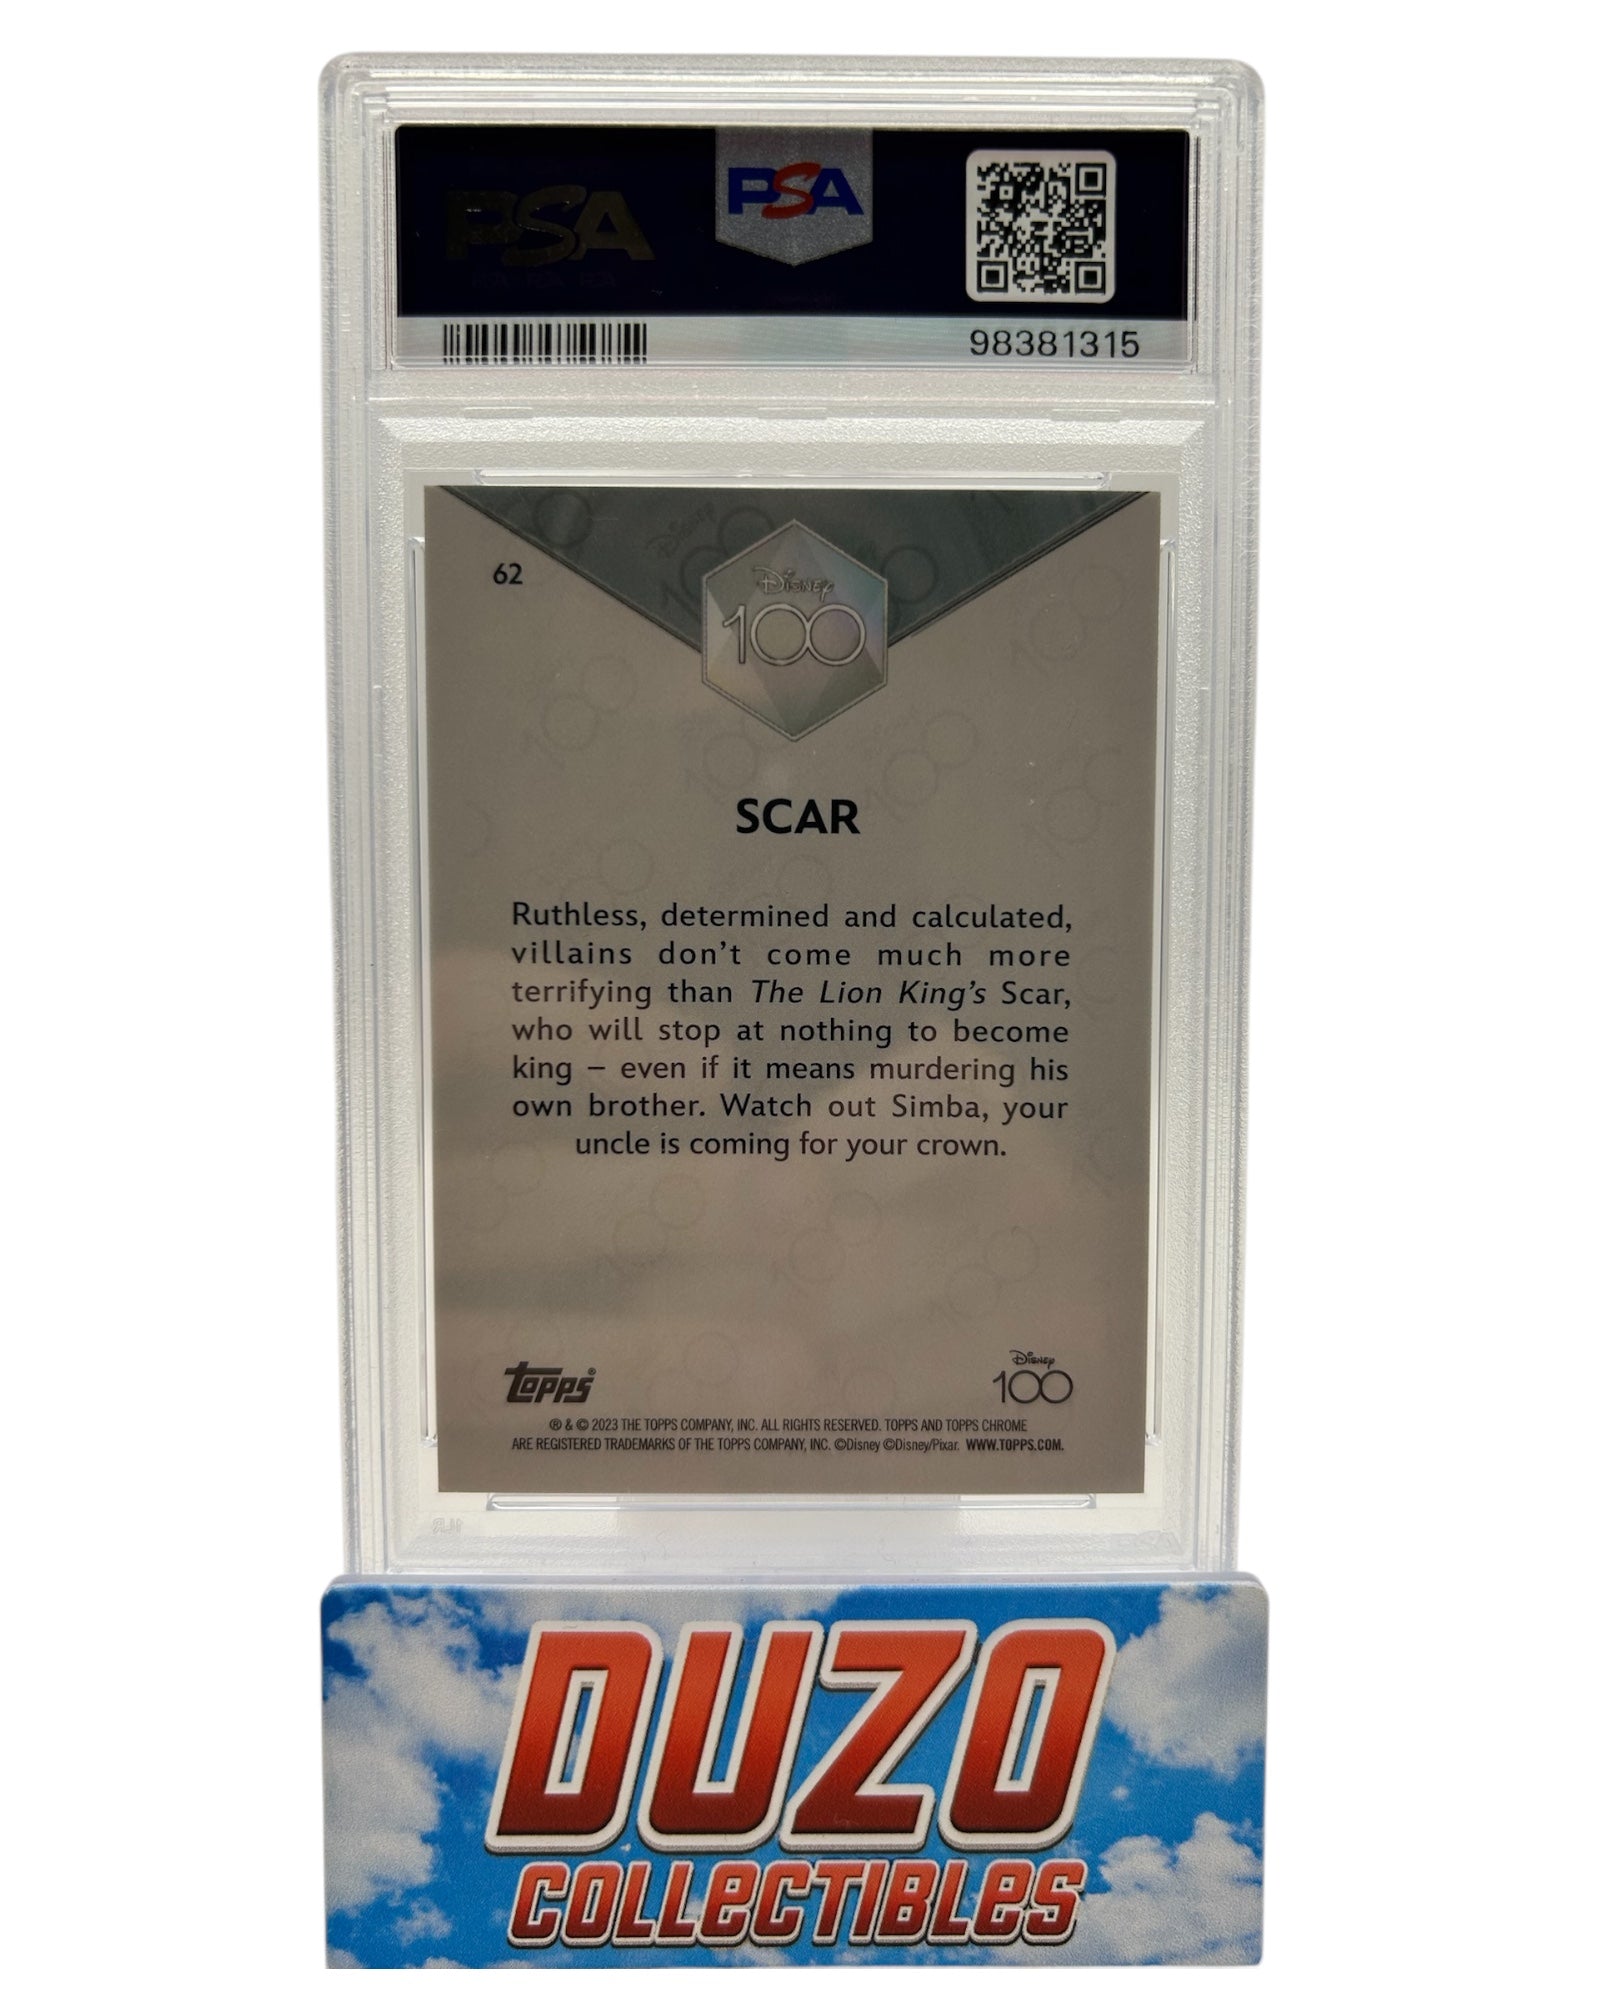 PSA
PSA
98381315
62
Disney
100
SCAR
Ruthless, determined and calculated,
villains don't come much more
terrifying than The Lion King's Scar,
who will stop at nothing to become
king – even if it means murdering his
own brother. Watch out Simba, your
uncle is coming for your crown.
topps®
Disney
100
® & © 2023 THE TOPPS COMPANY, INC. ALL RIGHTS RESERVED. TOPPS AND TOPPS CHROME
ARE REGISTERED TRADEMARKS OF THE TOPPS COMPANY, INC. ©Disney ©Disney/Pixar. WWW.TOPPS.COM.
DUZO
COLLECTIBLES